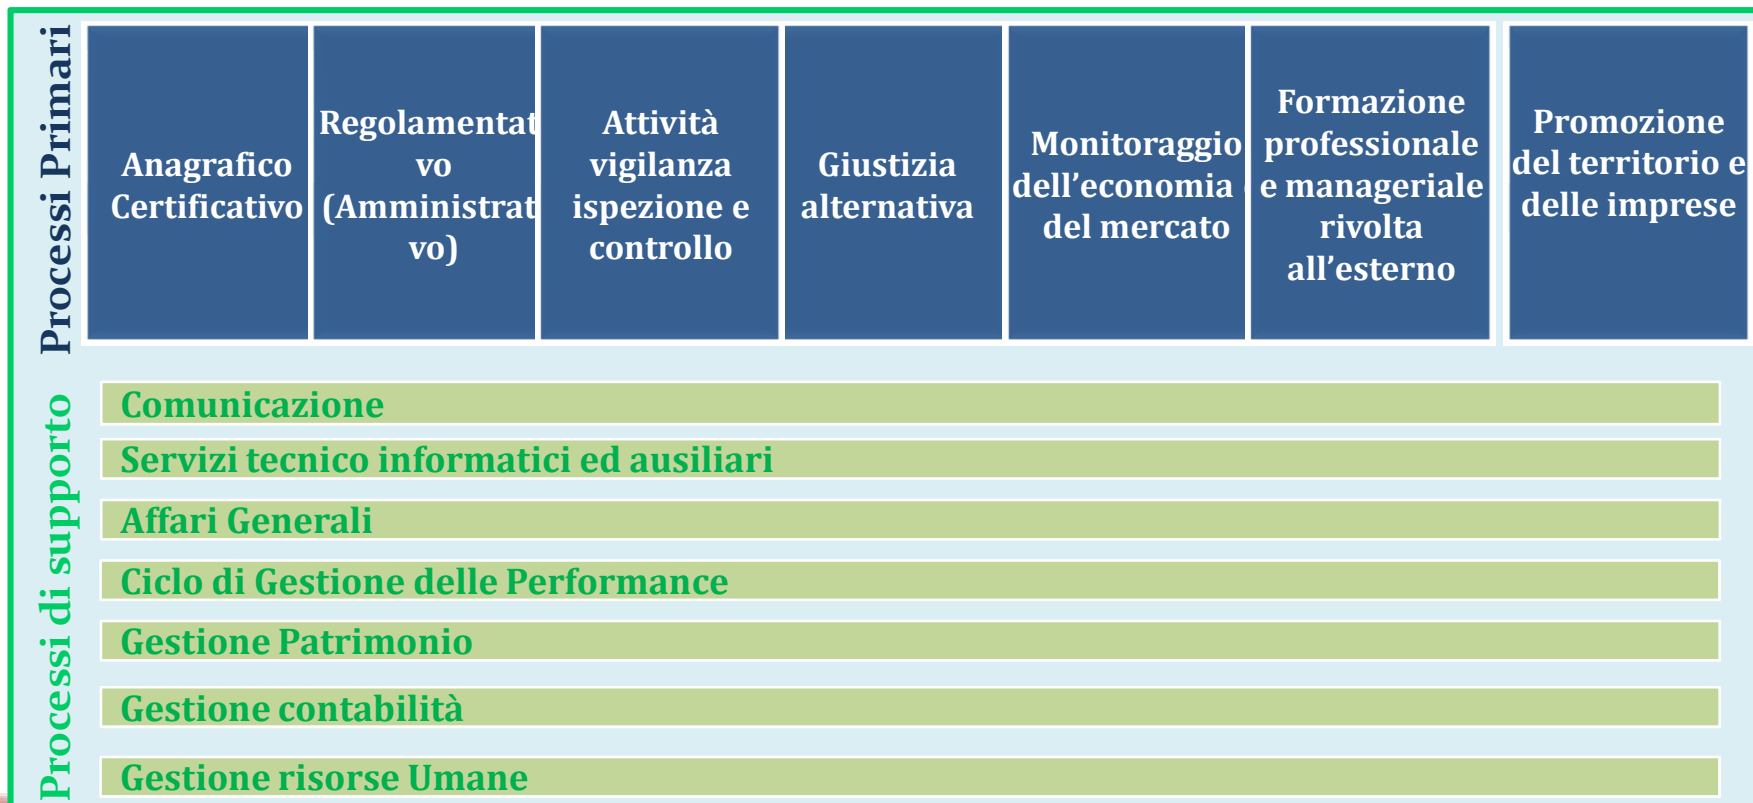 Processi Primari
Anagrafico
Certificativo
Regolamentat
vo
(Amministrat
vo)
Attività
vigilanza
ispezione e
controllo
Giustizia
alternativa
Monitoraggio
dell’economia
del mercato
Formazione
professionale
e manageriale
rivolta
all’esterno
Promozione
del territorio e
delle imprese
Processi di supporto
Comunicazione
Servizi tecnico informatici ed ausiliari
Affari Generali
Ciclo di Gestione delle Performance
Gestione Patrimonio
Gestione contabilità
Gestione risorse Umane